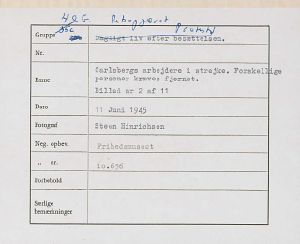 Gruppe Dagligt liv efter besættelsen.
Nr.
Emne Carlsbergs arbejdere i strejke. Forskellige
personer kræves fjernet.
Billed nr 2 af 11
Dato 11 Juni 1945
Fotograf Steen Hinrichsen
Neg. opbev. Frihedsmuseet
„ nr. 10.656
Forbehold
Særlige
bemærkninger